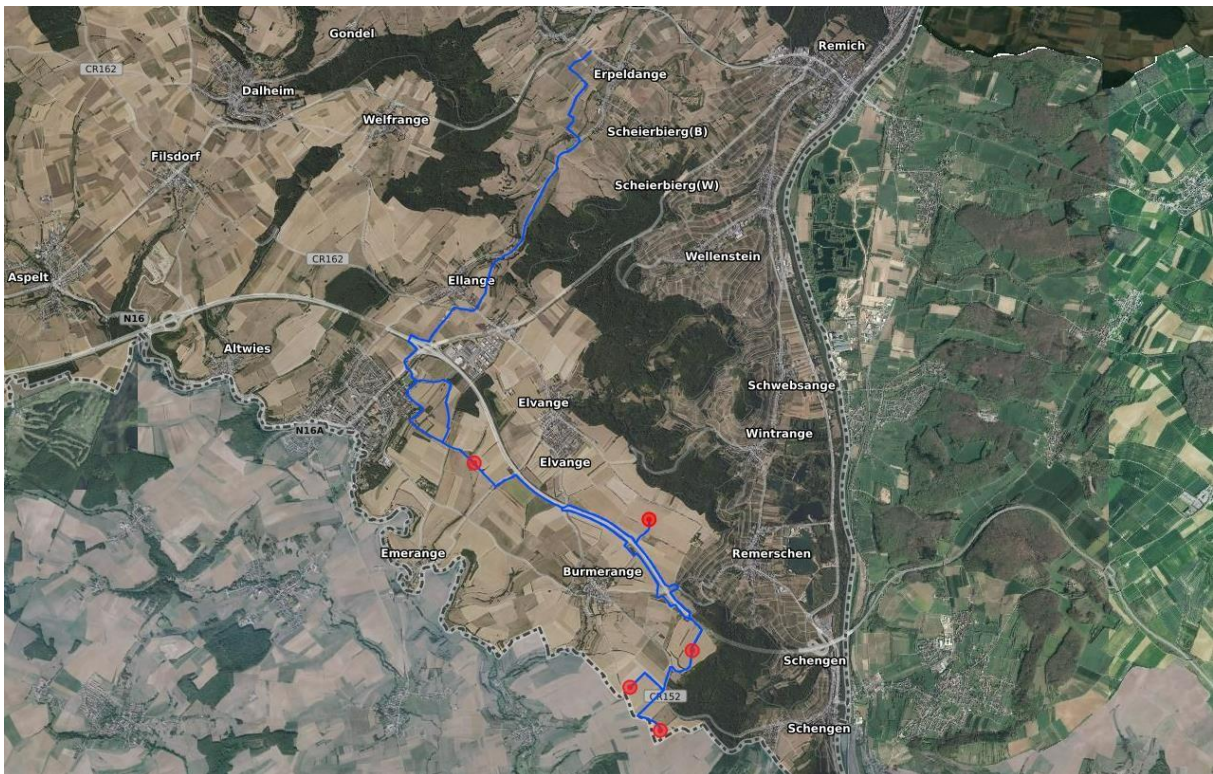 Gondel
Remich
CR162
Erpeldange
Dalheim
Welfrange
Scheierbierg(B)
Filsdorf
Scheierbierg(W)
Wellenstein
CR162
Aspelt
Ellange
N16
Altwies
Schwebsange
Elvange
N16A
Wintrange
Elvange
Emerange
Remerschen
Burmerange
Schengen
CR152
Schengen